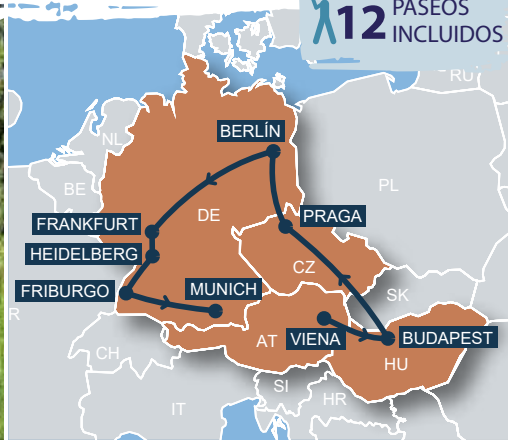 12 PASEOS
INCLUIDOS
RU
NL
BERLÍN
BE
PL
DE
PRAGA
FRANKFURT
HEIDELBERG
CZ
FRIBURGO
MUNICH
SK
R
CH
AT
VIENA
BUDAPEST
HU
SI
HR
IT